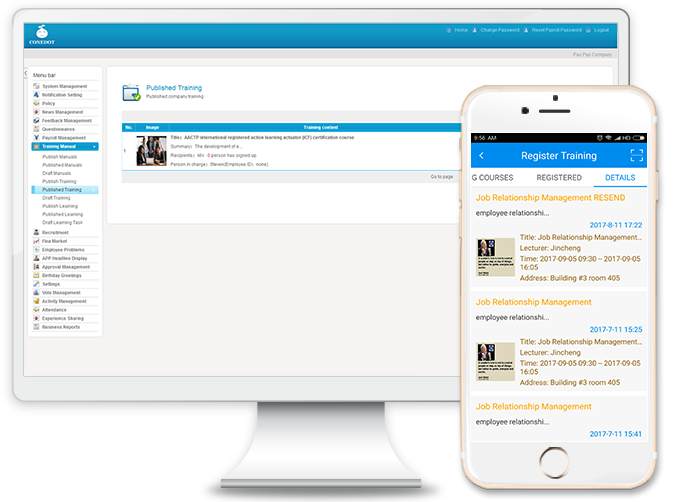 CONEDOT
Home Change Password Reset Payroll Password Logout
Pao Pao Company
Menu bar
System Management
Notification Setting
Policy
News Management
Feedback Management
Questionnaires
Payroll Management
Training Manual
Publish Manuals
Published Manuals
Draft Manuals
Publish Training
Published Training
Draft Training
Publish Learning
Published Learning
Draft Learning Task
Recruitment
Flea Market
Employee Problems
APP Headline Display
Approval Management
Birthday Greetings
Settings
Vote Management
Activity Management
Attendance
Experience Sharing
Business Reports
Published Training
Published company training
No. Image Training content
Title: AACTP international registered action learning actuator (ICF) certification course
Summary: The development of a...
Recipients: 0 person has signed up
Person in charge: Steven(Employee ID: none).
Go to page
9:56 AM HD
Register Training
G COURSES REGISTERED DETAILS
Job Relationship Management RESEND
employee relationshi...
2017-8-11 17:22
Title: Job Relationship Management...
Lecturer: Jincheng
Time: 2017-09-05 09:30 – 2017-09-05
16:05
Address: Building #3 room 405
Job Relationship Management
employee relationshi...
2017-7-11 15:25
Title: Job Relationship Management...
Lecturer: Jincheng
Time: 2017-09-05 09:30 – 2017-09-05
16:05
Address: Building #3 room 405
Job Relationship Management
employee relationshi...
2017-7-11 15:41